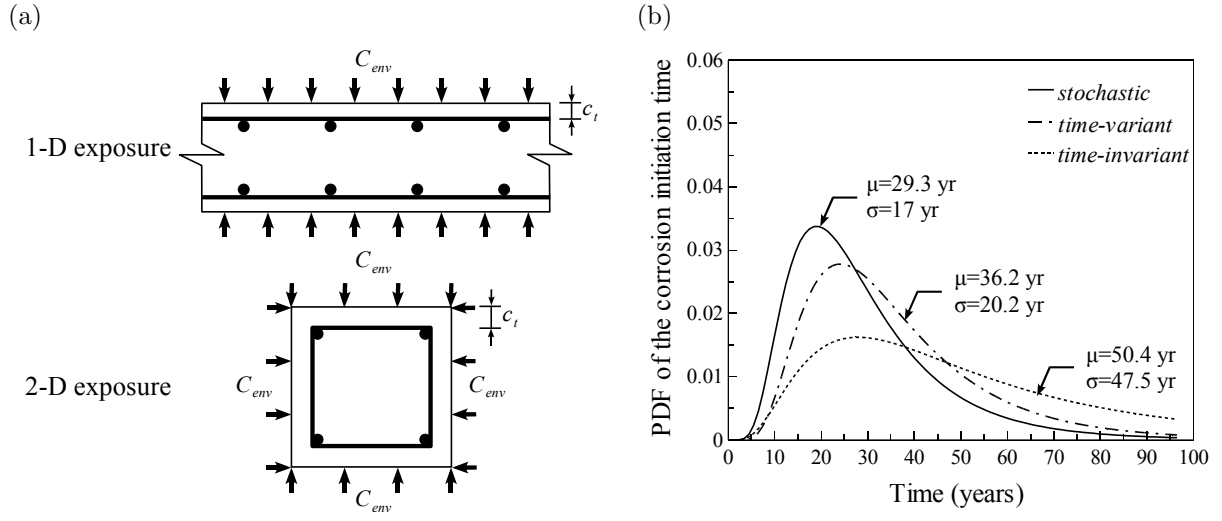 (a)
C_env
c_t
1-D exposure
C_env
c_t
2-D exposure
C_env
C_env
C_env
(b)
PDF of the corrosion initiation time
0.06
0.05
0.04
0.03
0.02
0.01
0
stochastic
time-variant
time-invariant
μ=29.3 yr
σ=17 yr
μ=36.2 yr
σ=20.2 yr
μ=50.4 yr
σ=47.5 yr
0 10 20 30 40 50 60 70 80 90 100
Time (years)